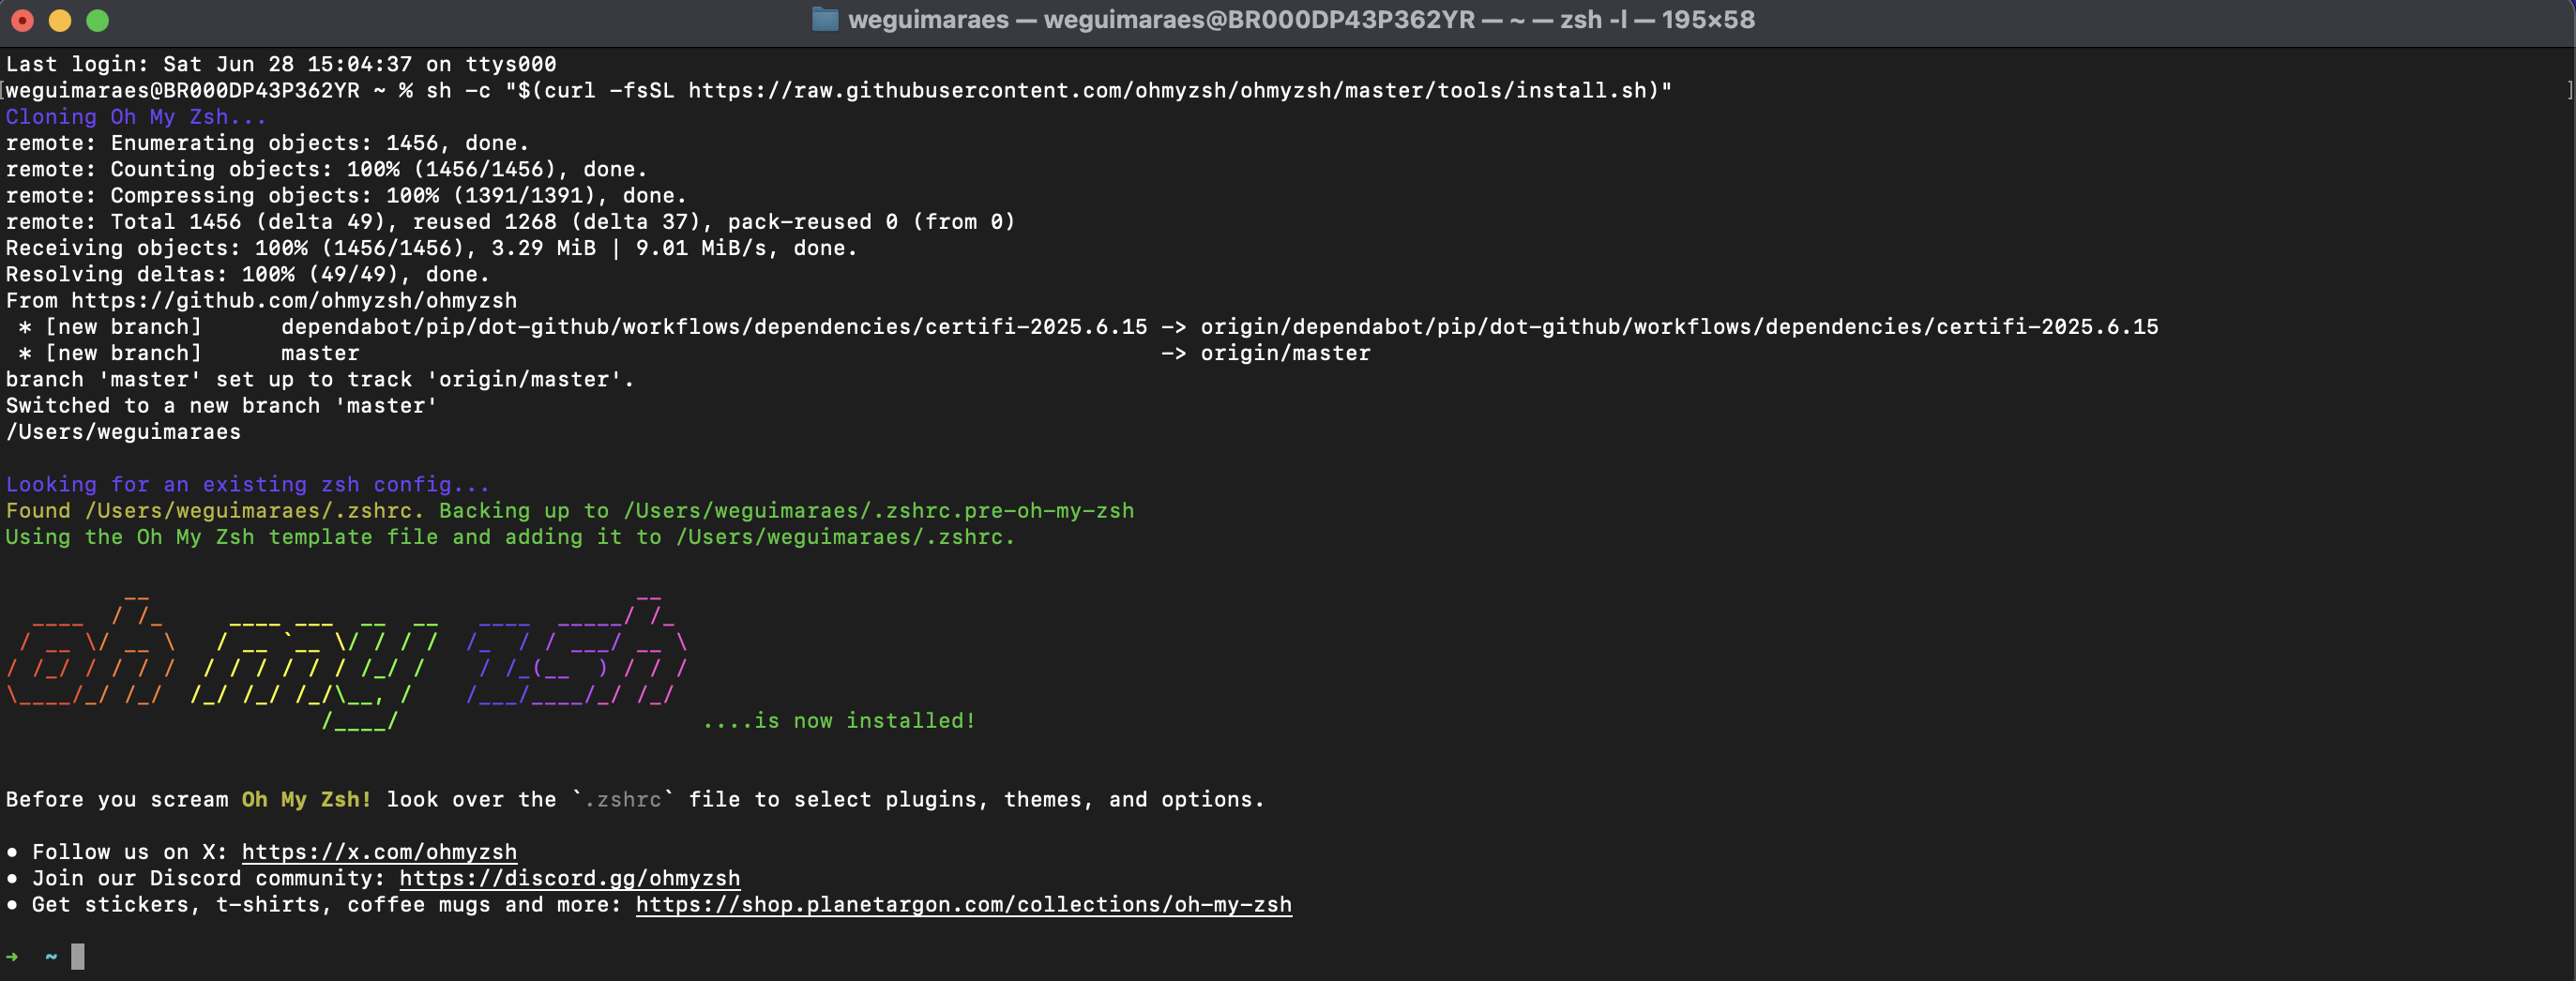 weguimaraes — weguimaraes@BR000DP43P362YR — ~ — zsh -l — 195×58
Last login: Sat Jun 28 15:04:37 on ttys000
[weguimaraes@BR000DP43P362YR ~ % sh -c "$(curl -fsSL https://raw.githubusercontent.com/ohmyzsh/ohmyzsh/master/tools/install.sh)" ]
Cloning Oh My Zsh...
remote: Enumerating objects: 1456, done.
remote: Counting objects: 100% (1456/1456), done.
remote: Compressing objects: 100% (1391/1391), done.
remote: Total 1456 (delta 49), reused 1268 (delta 37), pack-reused 0 (from 0)
Receiving objects: 100% (1456/1456), 3.29 MiB | 9.01 MiB/s, done.
Resolving deltas: 100% (49/49), done.
From https://github.com/ohmyzsh/ohmyzsh
 * [new branch]      dependabot/pip/dot-github/workflows/dependencies/certifi-2025.6.15 -> origin/dependabot/pip/dot-github/workflows/dependencies/certifi-2025.6.15
 * [new branch]      master                                                             -> origin/master
branch 'master' set up to track 'origin/master'.
Switched to a new branch 'master'
/Users/weguimaraes
Looking for an existing zsh config...
Found /Users/weguimaraes/.zshrc. Backing up to /Users/weguimaraes/.zshrc.pre-oh-my-zsh
Using the Oh My Zsh template file and adding it to /Users/weguimaraes/.zshrc.
oh my zsh
....is now installed!
Before you scream Oh My Zsh! look over the `.zshrc` file to select plugins, themes, and options.
• Follow us on X: https://x.com/ohmyzsh
• Join our Discord community: https://discord.gg/ohmyzsh
• Get stickers, t-shirts, coffee mugs and more: https://shop.planetargon.com/collections/oh-my-zsh
➜  ~